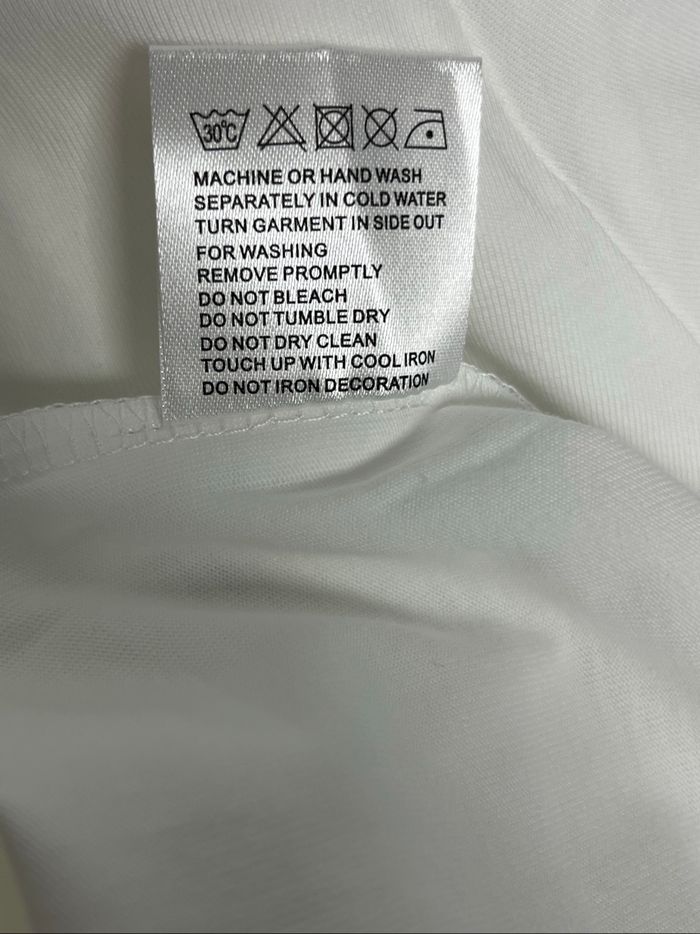 30°C
MACHINE OR HAND WASH
SEPARATELY IN COLD WATER
TURN GARMENT IN SIDE OUT
FOR WASHING
REMOVE PROMPTLY
DO NOT BLEACH
DO NOT TUMBLE DRY
DO NOT DRY CLEAN
TOUCH UP WITH COOL IRON
DO NOT IRON DECORATION